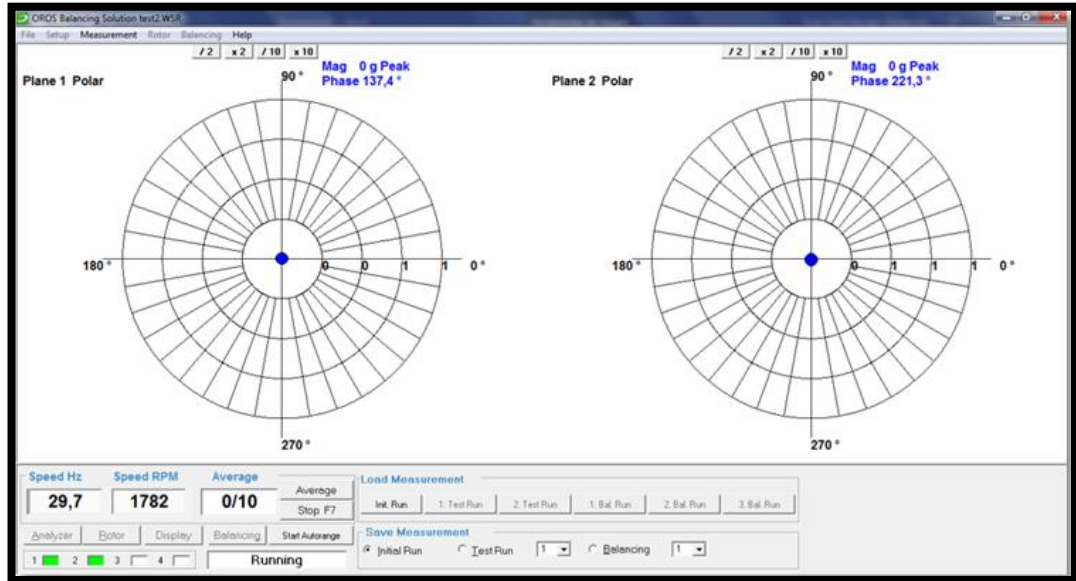 OROS Balancing Solution test2.WSR
File Setup Measurement Rotor Balancing Help
/ 2 x 2 / 10 x 10
Mag 0 g Peak
Phase 137,4 °
Plane 1 Polar
90 °
180 °
0 0 1 1
0 °
270 °
/ 2 x 2 / 10 x 10
Mag 0 g Peak
Phase 221,3 °
Plane 2 Polar
90 °
180 °
0 1 1 1
0 °
270 °
Speed Hz Speed RPM Average
29,7 1782 0/10
Average
Stop F7
Analyzer Rotor Display Balancing Start Autorange
1 2 3 4 Running
Load Measurement
Init. Run 1. Test Run 2. Test Run 1. Bal. Run 2. Bal. Run 3. Bal. Run
Save Measurement
Initial Run Test Run 1 Balancing 1